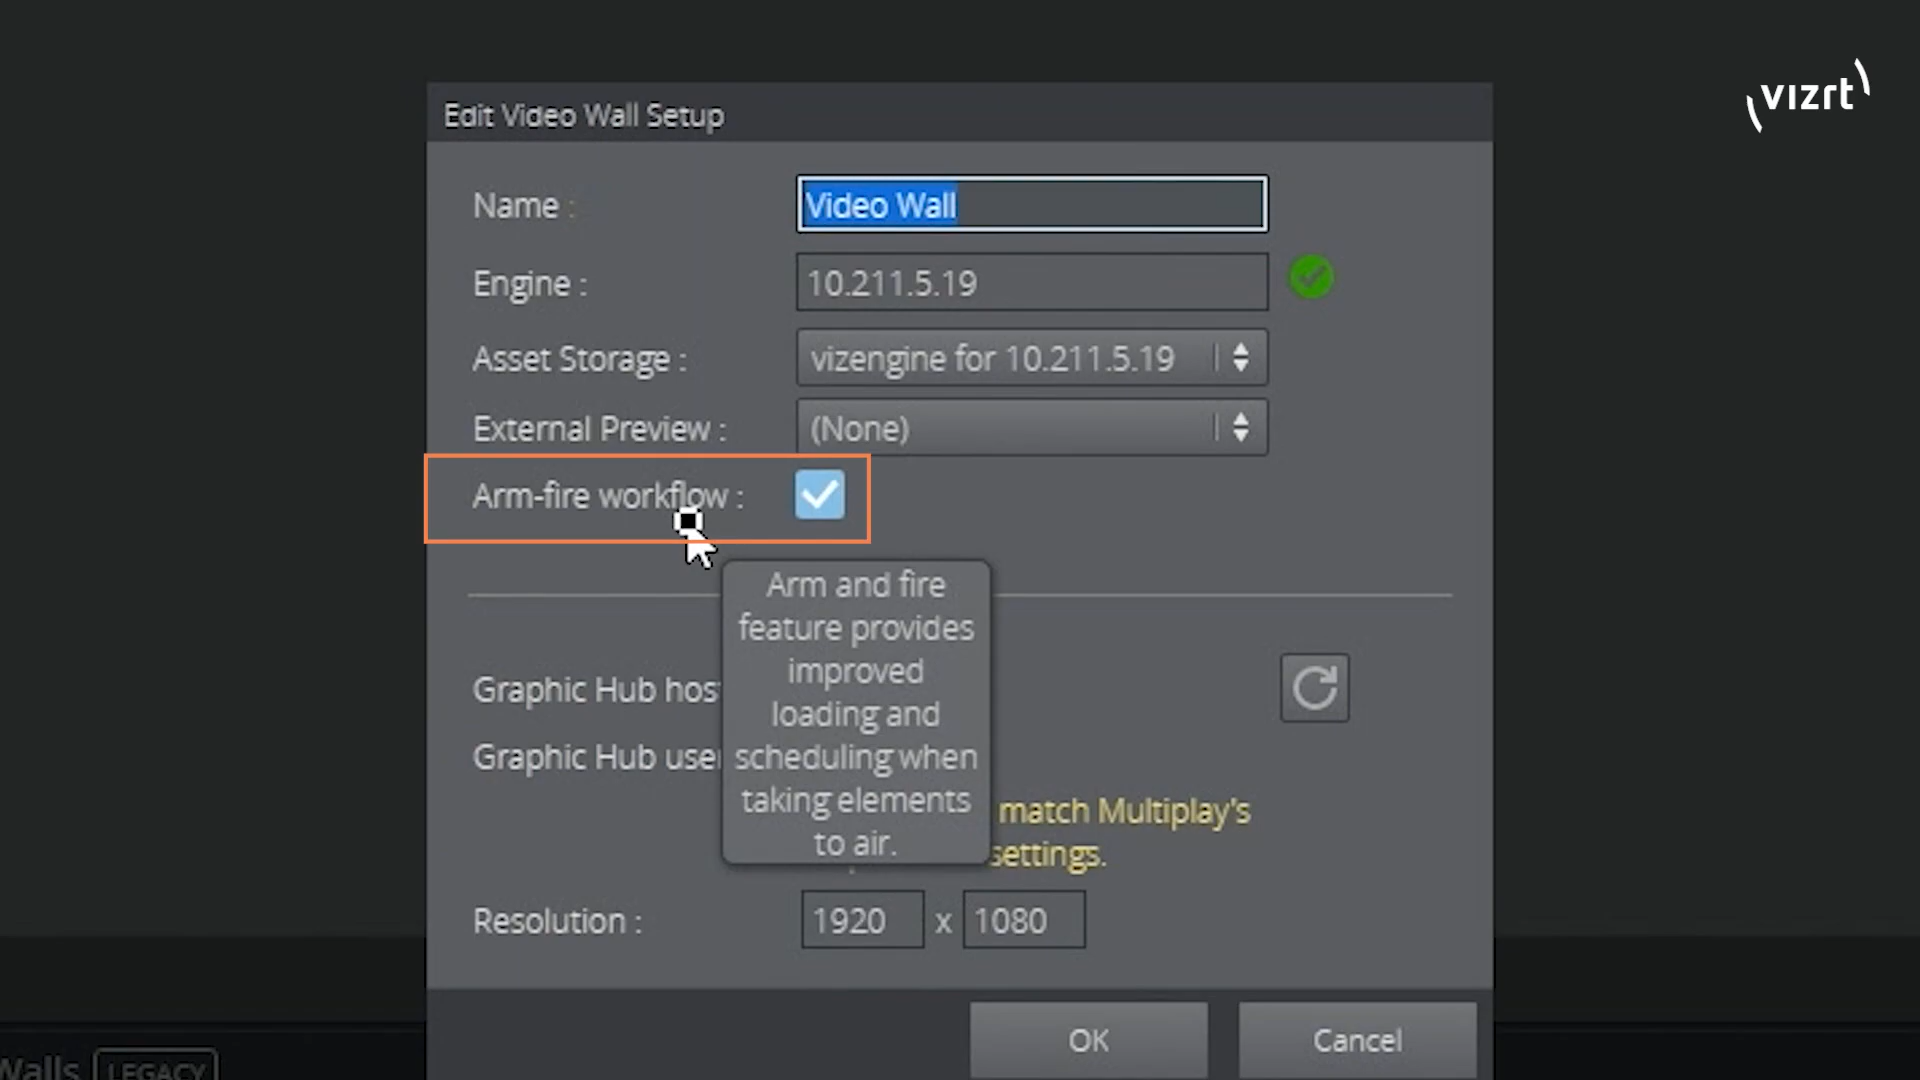 vizrt
Edit Video Wall Setup
Name :
Video Wall
Engine :
10.211.5.19
Asset Storage :
vizengine for 10.211.5.19
External Preview :
(None)
Arm-fire workflow :
Arm and fire
feature provides
improved
loading and
scheduling when
taking elements
to air.
Graphic Hub hos
Graphic Hub use
match Multiplay's
settings.
Resolution :
1920 x 1080
OK
Cancel
Walls LEGACY